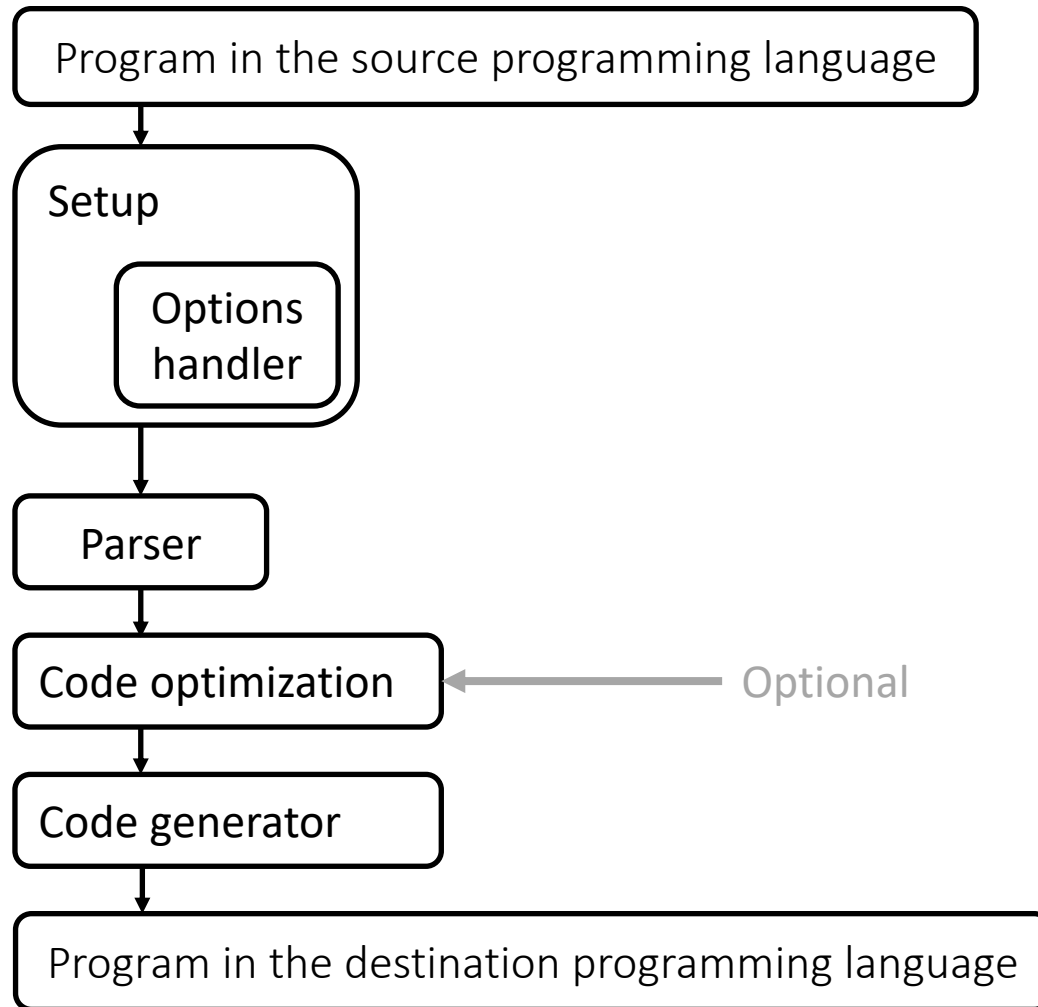 Program in the source programming language
Setup
Options
handler
Parser
Code optimization
Optional
Code generator
Program in the destination programming language